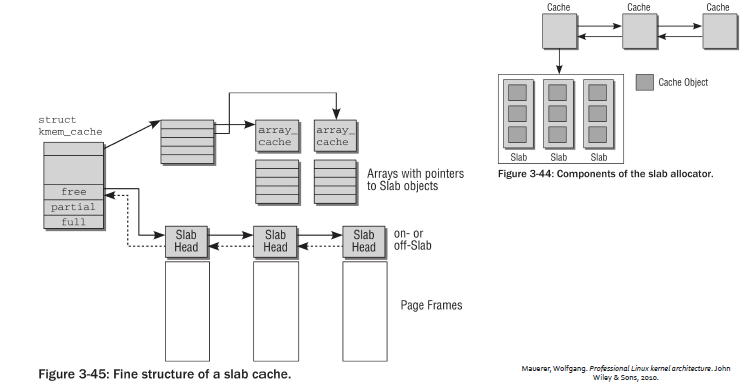 Cache Cache Cache
Cache Object
Slab Slab Slab
Figure 3-44: Components of the slab allocator.
struct
kmem_cache
free
partial
full
array_
cache
array_
cache
Arrays with pointers
to Slab objects
Slab
Head
Slab
Head
Slab
Head
on- or
off-Slab
Page Frames
Figure 3-45: Fine structure of a slab cache.
Mauerer, Wolfgang. Professional Linux kernel architecture. John
Wiley & Sons, 2010.